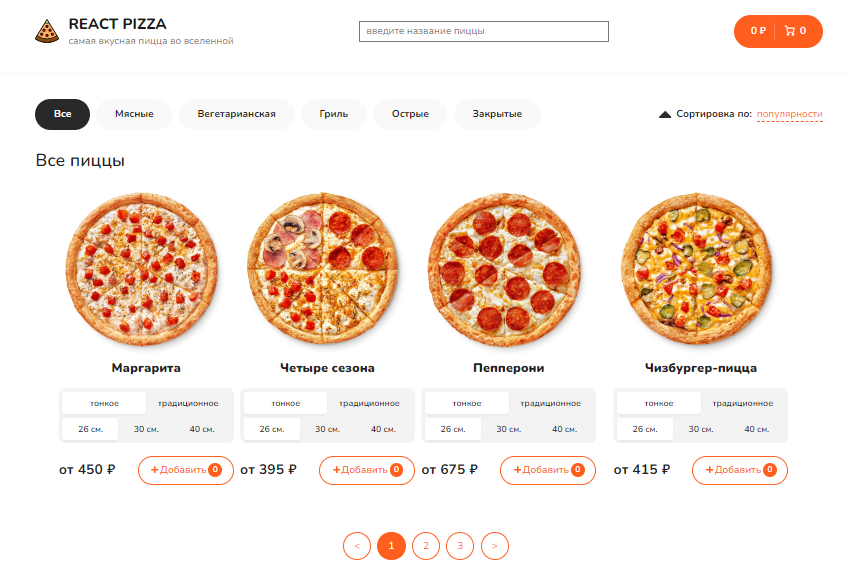 REACT PIZZA
самая вкусная пицца во вселенной
введите название пиццы
0 ₽ 0
Все Мясные Вегетарианская Гриль Острые Закрытые
Сортировка по: популярности
Все пиццы
Маргарита Четыре сезона Пепперони Чизбургер-пицца
тонкое традиционное тонкое традиционное тонкое традиционное тонкое традиционное
26 см. 30 см. 40 см. 26 см. 30 см. 40 см. 26 см. 30 см. 40 см. 26 см. 30 см. 40 см.
от 450 ₽ +Добавить 0 от 395 ₽ +Добавить 0 от 675 ₽ +Добавить 0 от 415 ₽ +Добавить 0
< 1 2 3 >